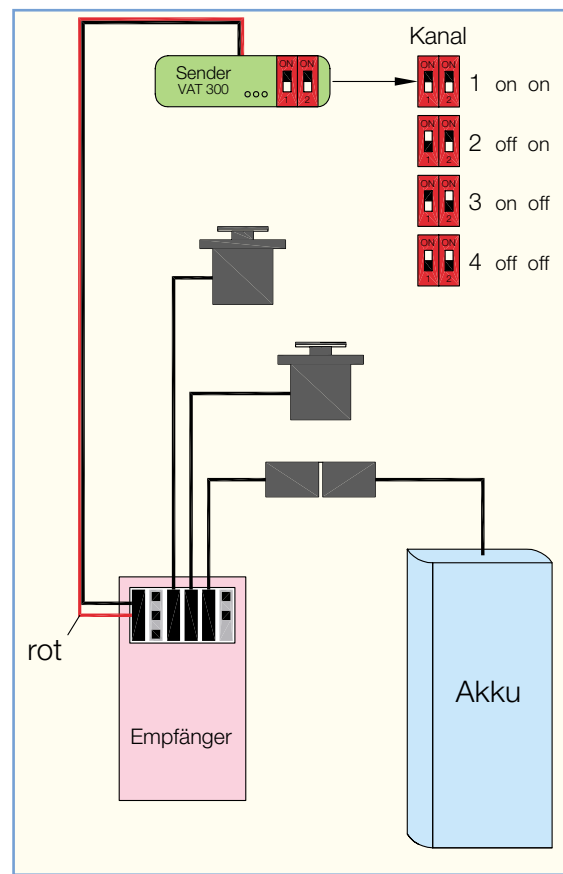 Kanal
Sender
VAT 300
ON ON
1 2
ON ON
1 2
1 on on
ON ON
1 2
2 off on
ON ON
1 2
3 on off
ON ON
1 2
4 off off
rot
Empfänger
Akku